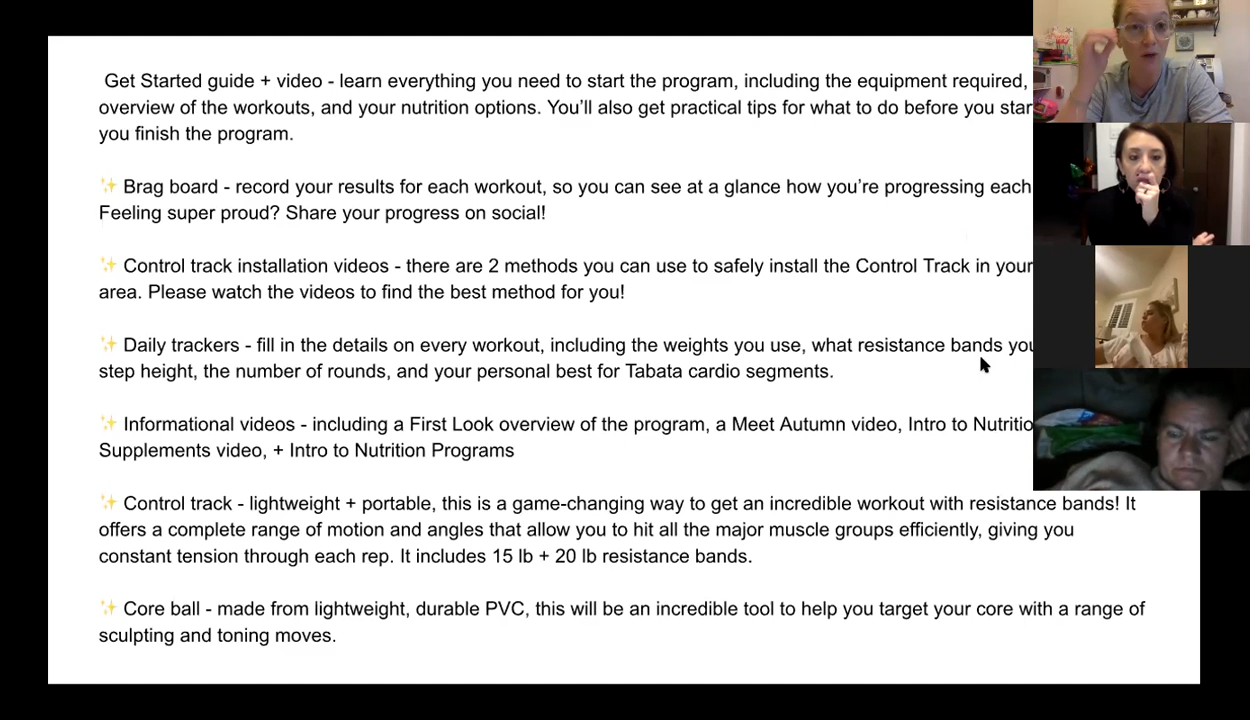 Get Started guide + video - learn everything you need to start the program, including the equipment required,
overview of the workouts, and your nutrition options. You’ll also get practical tips for what to do before you
you finish the program.
✨ Brag board - record your results for each workout, so you can see at a glance how you’re progressing each
Feeling super proud? Share your progress on social!
✨ Control track installation videos - there are 2 methods you can use to safely install the Control Track in your
area. Please watch the videos to find the best method for you!
✨ Daily trackers - fill in the details on every workout, including the weights you use, what resistance bands you
step height, the number of rounds, and your personal best for Tabata cardio segments.
✨ Informational videos - including a First Look overview of the program, a Meet Autumn video, Intro to
Supplements video, + Intro to Nutrition Programs
✨ Control track - lightweight + portable, this is a game-changing way to get an incredible workout with resistance bands! It
offers a complete range of motion and angles that allow you to hit all the major muscle groups efficiently, giving you
constant tension through each rep. It includes 15 lb + 20 lb resistance bands.
✨ Core ball - made from lightweight, durable PVC, this will be an incredible tool to help you target your core with a range of
sculpting and toning moves.